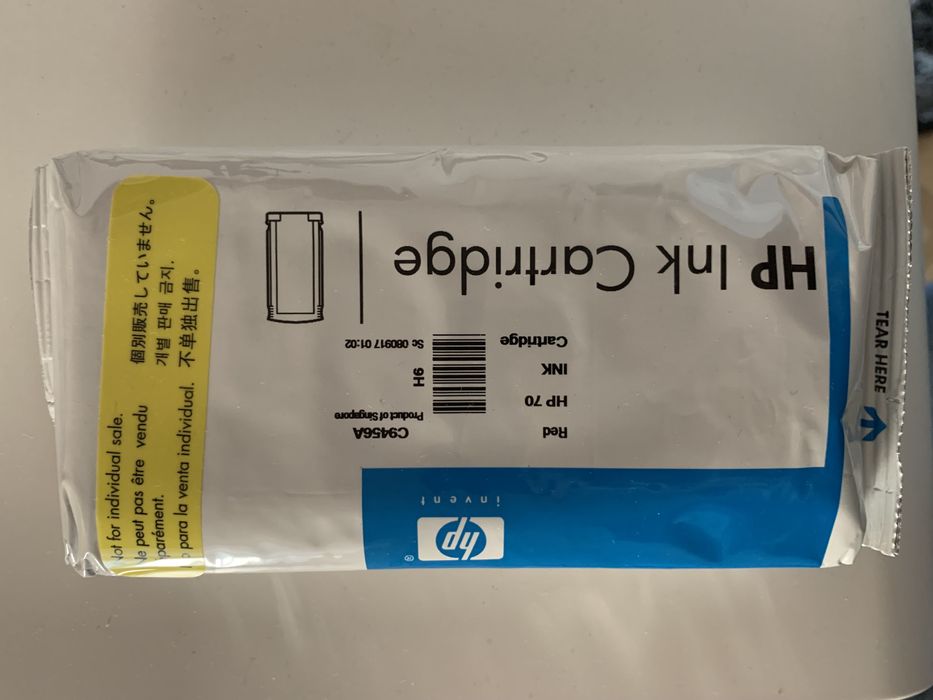 hp
®
invent
HP Ink Cartridge
Red
HP 70
INK
Cartridge
C9456A
Product of Singapore
H6
Sc 080917 01:02
TEAR HERE
Not for individual sale.
Ne peut pas être vendu
para la venta individual.
個別販売していません。
개별 판매 금지.
不单独出售。